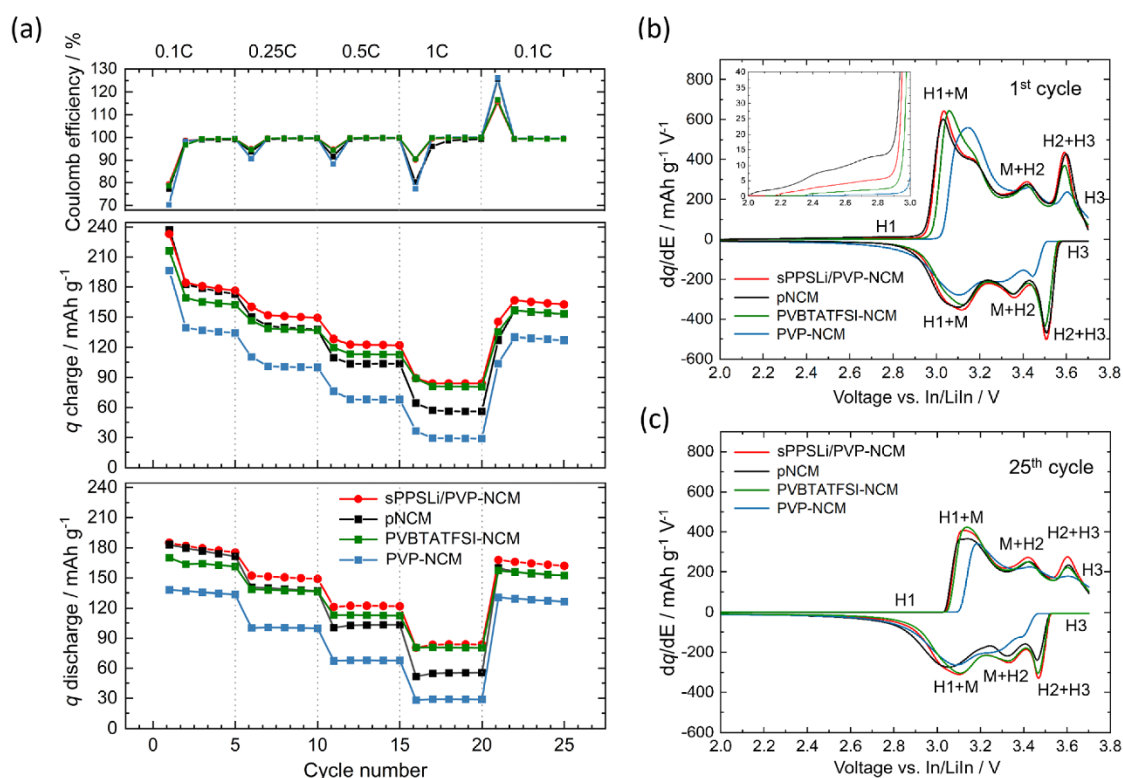 (a)
0.1C 0.25C 0.5C 1C 0.1C
Coulomb efficiency / %
130
120
110
100
90
80
70
q charge / mAh g⁻¹
240
210
180
150
120
90
60
30
0
q discharge / mAh g⁻¹
240
210
180
150
120
90
60
30
0
sPPSLi/PVP-NCM
pNCM
PVBTATFSI-NCM
PVP-NCM
0 5 10 15 20 25
Cycle number
(b)
dq/dE / mAh g⁻¹ V⁻¹
800
600
400
200
0
-200
-400
-600
40
35
30
25
20
15
10
5
0
2.0 2.2 2.4 2.6 2.8 3.0
1st cycle
H1+M
H2+H3
M+H2
H3
H1
H3
sPPSLi/PVP-NCM
pNCM
PVBTATFSI-NCM
PVP-NCM
M+H2
H1+M
H2+H3
2.0 2.2 2.4 2.6 2.8 3.0 3.2 3.4 3.6 3.8
Voltage vs. In/LiIn / V
(c)
dq/dE / mAh g⁻¹ V⁻¹
800
600
400
200
0
-200
-400
-600
sPPSLi/PVP-NCM
pNCM
PVBTATFSI-NCM
PVP-NCM
25th cycle
H1+M
M+H2
H2+H3
H3
H1
H3
H1+M
M+H2
H2+H3
2.0 2.2 2.4 2.6 2.8 3.0 3.2 3.4 3.6 3.8
Voltage vs. In/LiIn / V